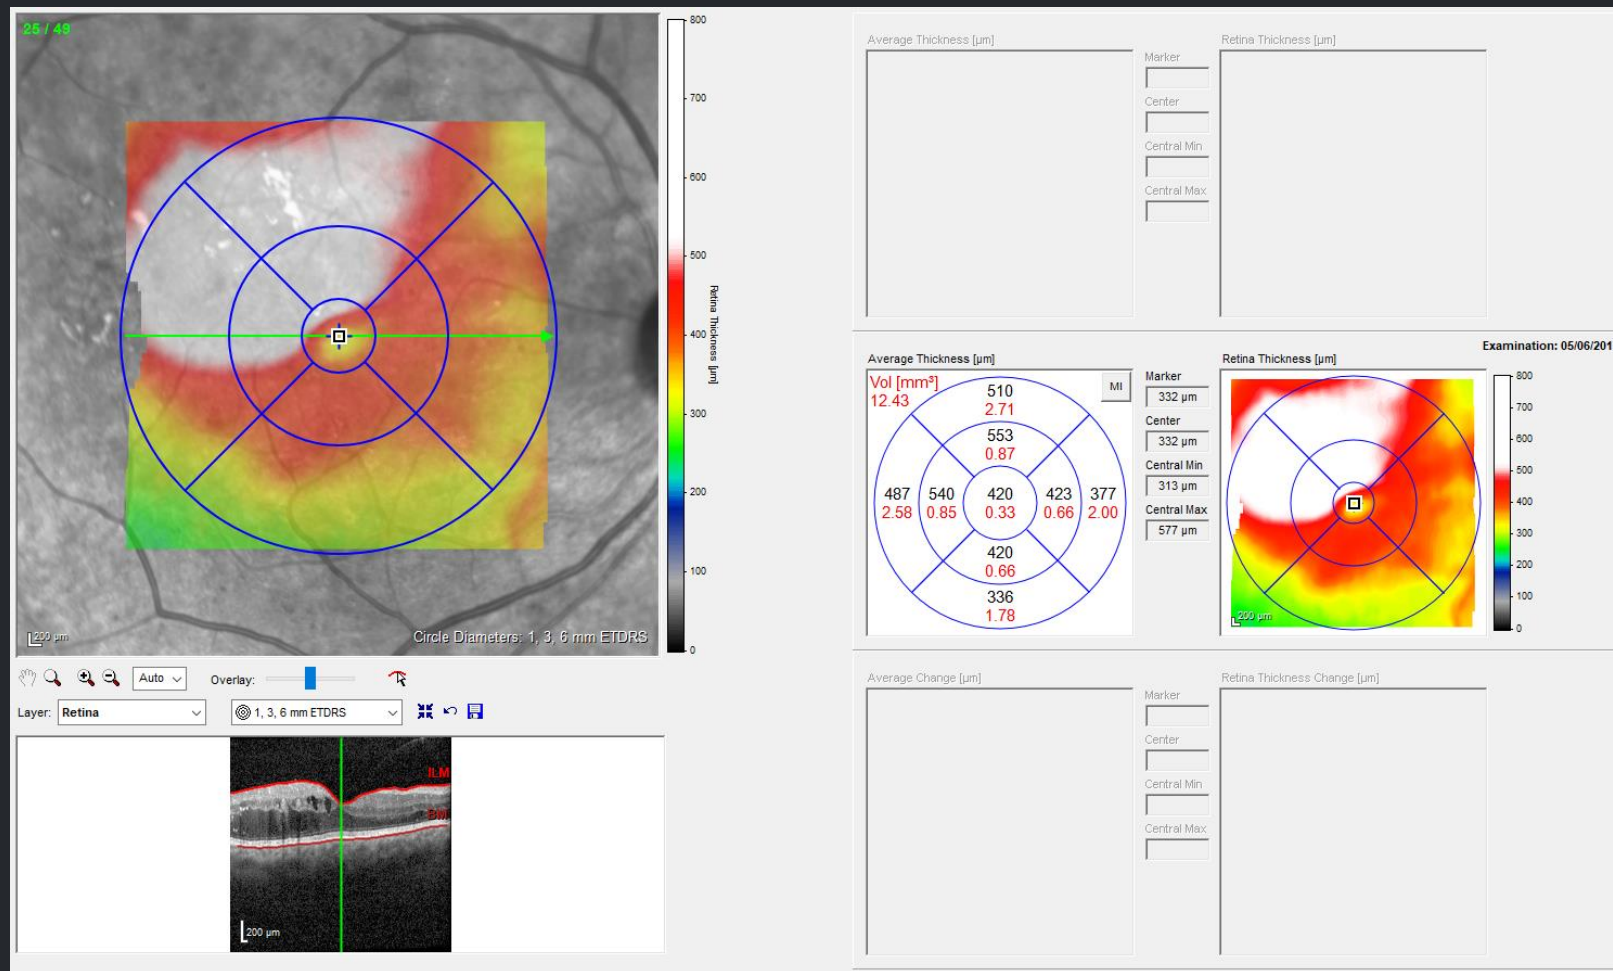 25 / 49
800
700
600
500
400
300
200
100
0
Retina Thickness [µm]
200 µm
Circle Diameters: 1, 3, 6 mm ETDRS
Auto
Overlay:
Layer: Retina
1, 3, 6 mm ETDRS
ILM
BM
200 µm
Average Thickness [µm]
Marker
Center
Central Min
Central Max
Retina Thickness [µm]
Examination: 05/06/201
Average Thickness [µm]
Vol [mm³]
12.43
MI
510
2.71
553
0.87
487 540 420 423 377
2.58 0.85 0.33 0.66 2.00
420
0.66
336
1.78
Marker
332 µm
Center
332 µm
Central Min
313 µm
Central Max
577 µm
Retina Thickness [µm]
200 µm
800
700
600
500
400
300
200
100
0
Average Change [µm]
Marker
Center
Central Min
Central Max
Retina Thickness Change [µm]